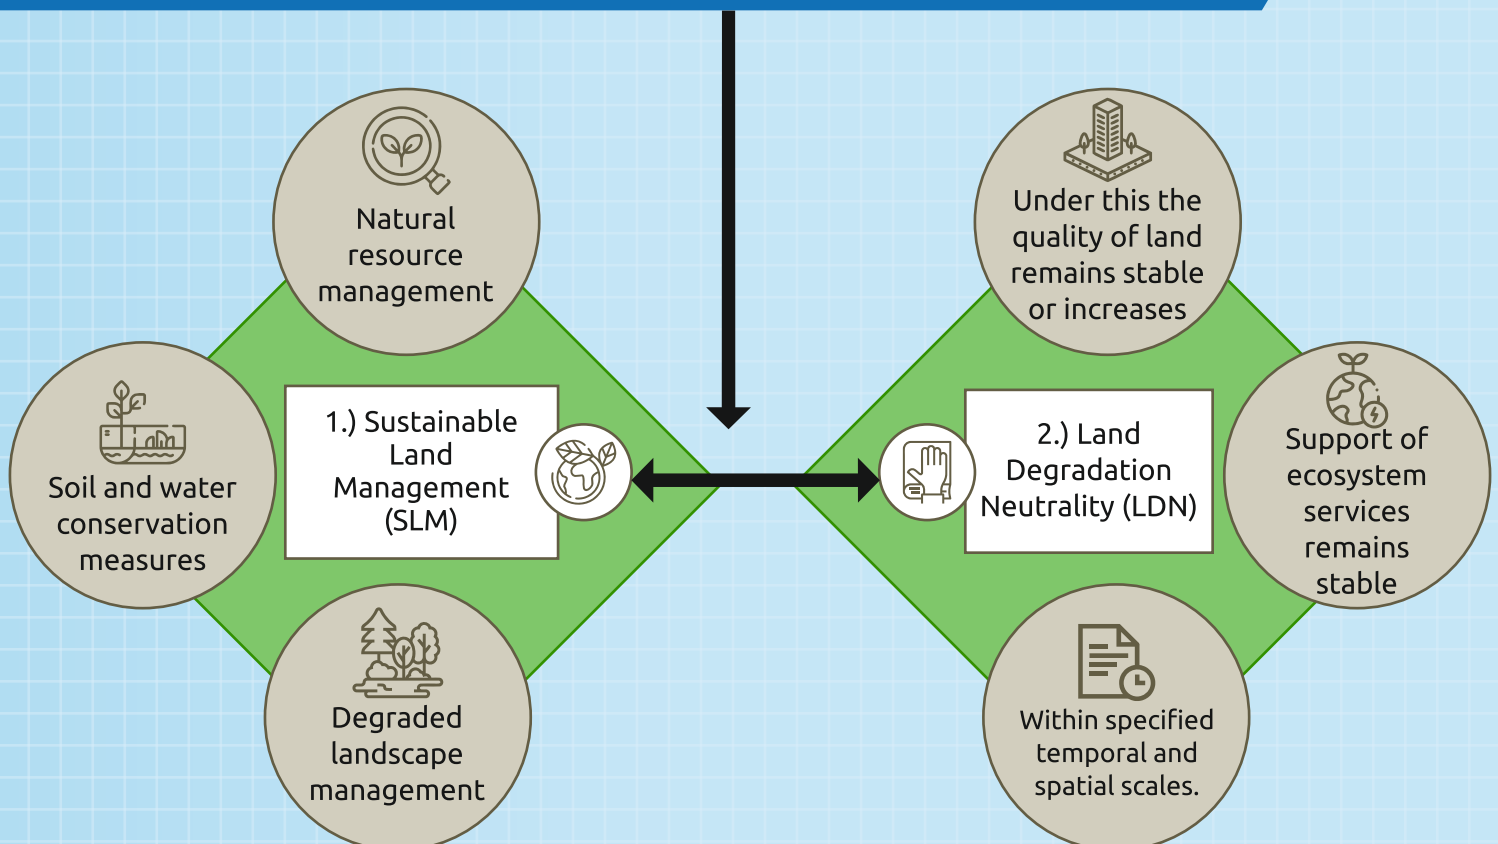 Natural
resource
management
Soil and water
conservation
measures
1.) Sustainable
Land
Management
(SLM)
Degraded
landscape
management
Under this the
quality of land
remains stable
or increases
2.) Land
Degradation
Neutrality (LDN)
Support of
ecosystem
services
remains
stable
Within specified
temporal and
spatial scales.